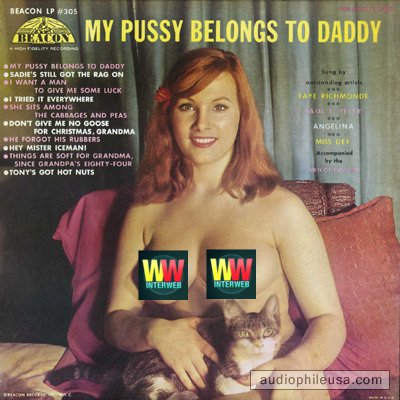 BEACON LP #305
BEACON
A HIGH FIDELITY RECORDING
MY PUSSY BELONGS TO DADDY
FOR ADULTS ONLY
• MY PUSSY BELONGS TO DADDY
• SADIE'S STILL GOT THE RAG ON
• I WANT A MAN
TO GIVE ME SOME LUCK
• I TRIED IT EVERYWHERE
• SHE SITS AMONG
THE CABBAGES AND PEAS
• DON'T GIVE ME NO GOOSE
FOR CHRISTMAS, GRANDMA
• HE FORGOT HIS RUBBERS
• HEY MISTER ICEMAN!
• THINGS ARE SOFT FOR GRANDMA,
SINCE GRANDPA'S EIGHTY-FOUR
• TONY'S GOT HOT NUTS
Sung by
outstanding artists
FAYE RICHMONDE
ANGELINA
MISS DEE
Accompanied
by the
MEN OF PASSION
WW
INTERWEB
WW
INTERWEB
audiophileusa.com